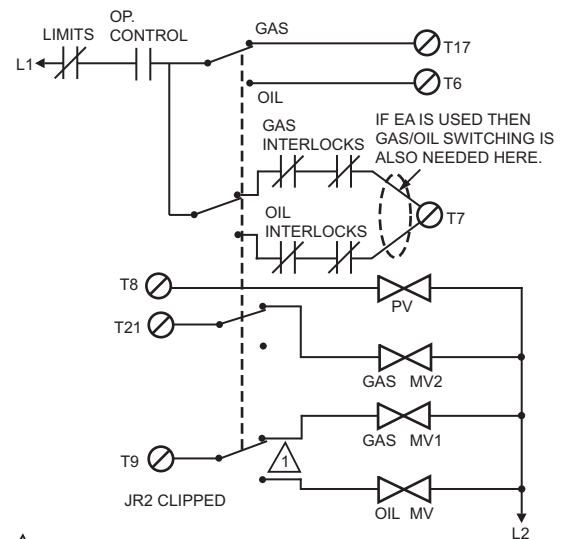 OP.
LIMITS CONTROL
GAS
L1
T17
T6
OIL
IF EA IS USED THEN
GAS/OIL SWITCHING IS
ALSO NEEDED HERE.
GAS
INTERLOCKS
T7
OIL
INTERLOCKS
T8
PV
T21
GAS MV2
GAS MV1
T9
1
JR2 CLIPPED
OIL MV
L2